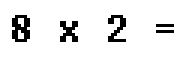 8 x 2 =